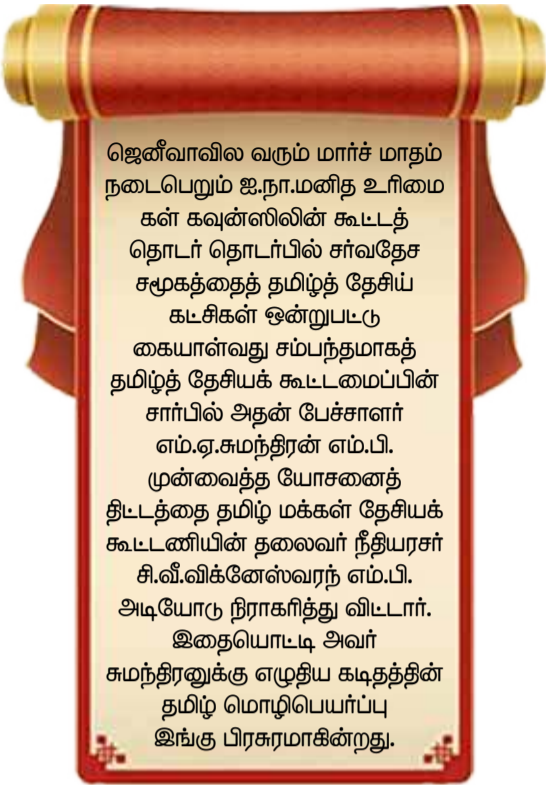 ஜெனீவாவில வரும் மார்ச் மாதம்
நடைபெறும் ஐ.நா.மனித உரிமை
கள் கவுன்ஸிலின் கூட்டத்
தொடர் தொடர்பில் சர்வதேச
சமூகத்தைத் தமிழ்த் தேசிய்
கட்சிகள் ஒன்றுபட்டு
கையாள்வது சம்பந்தமாகத்
தமிழ்த் தேசியக் கூட்டமைப்பின்
சார்பில் அதன் பேச்சாளர்
எம்.ஏ.சுமந்திரன் எம்.பி.
முன்வைத்த யோசனைத்
திட்டத்தை தமிழ் மக்கள் தேசியக்
கூட்டணியின் தலைவர் நீதியரசர்
சி.வீ.விக்னேஸ்வரந் எம்.பி.
அடியோடு நிராகரித்து விட்டார்.
இதையொட்டி அவர்
சுமந்திரனுக்கு எழுதிய கடிதத்தின்
தமிழ் மொழிபெயர்ப்பு
இங்கு பிரசுரமாகின்றது.